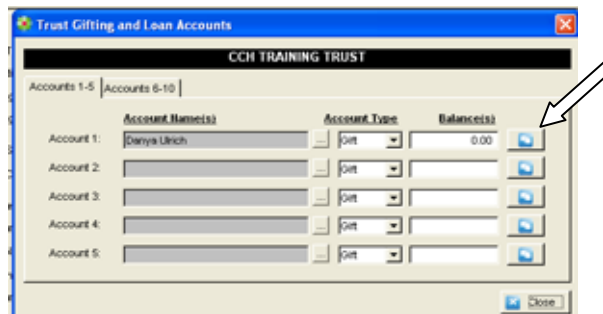 Trust Gifting and Loan Accounts
CCH TRAINING TRUST
Accounts 1-5 Accounts 6-10
Account Name(s) Account Type Balance(s)
Account 1: Danya Ulrich ... Gift 0.00
Account 2: ... Gift
Account 3: ... Gift
Account 4: ... Gift
Account 5: ... Gift
Close